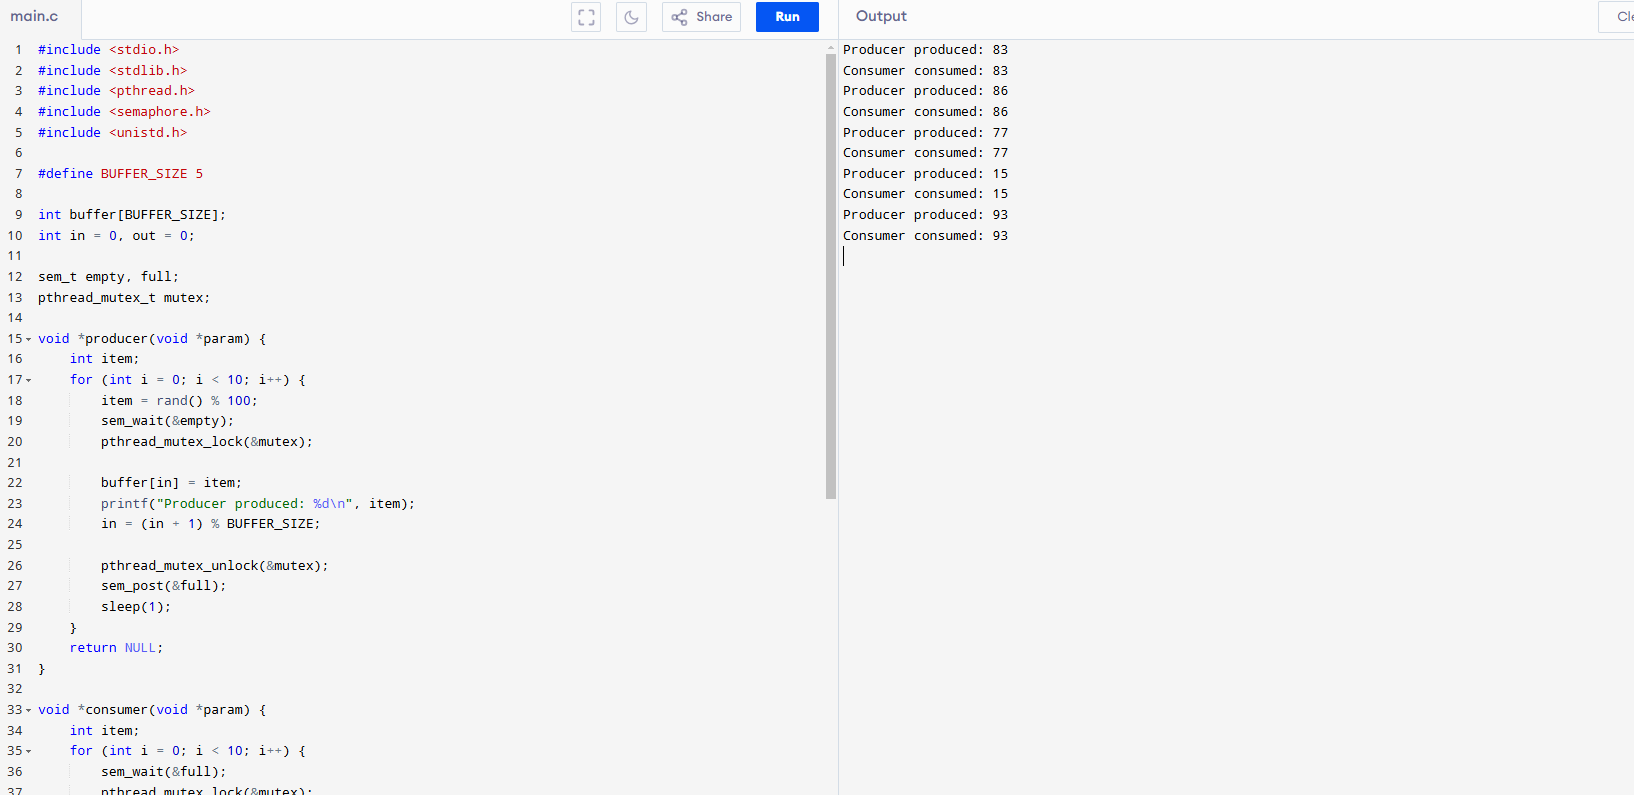 main.c
Share
Run
Output
1 #include <stdio.h>
2 #include <stdlib.h>
3 #include <pthread.h>
4 #include <semaphore.h>
5 #include <unistd.h>
6
7 #define BUFFER_SIZE 5
8
9 int buffer[BUFFER_SIZE];
10 int in = 0, out = 0;
11
12 sem_t empty, full;
13 pthread_mutex_t mutex;
14
15 void *producer(void *param) {
16     int item;
17     for (int i = 0; i < 10; i++) {
18         item = rand() % 100;
19         sem_wait(&empty);
20         pthread_mutex_lock(&mutex);
21
22         buffer[in] = item;
23         printf("Producer produced: %d\n", item);
24         in = (in + 1) % BUFFER_SIZE;
25
26         pthread_mutex_unlock(&mutex);
27         sem_post(&full);
28         sleep(1);
29     }
30     return NULL;
31 }
32
33 void *consumer(void *param) {
34     int item;
35     for (int i = 0; i < 10; i++) {
36         sem_wait(&full);
37         pthread_mutex_lock(&mutex);
Producer produced: 83
Consumer consumed: 83
Producer produced: 86
Consumer consumed: 86
Producer produced: 77
Consumer consumed: 77
Producer produced: 15
Consumer consumed: 15
Producer produced: 93
Consumer consumed: 93